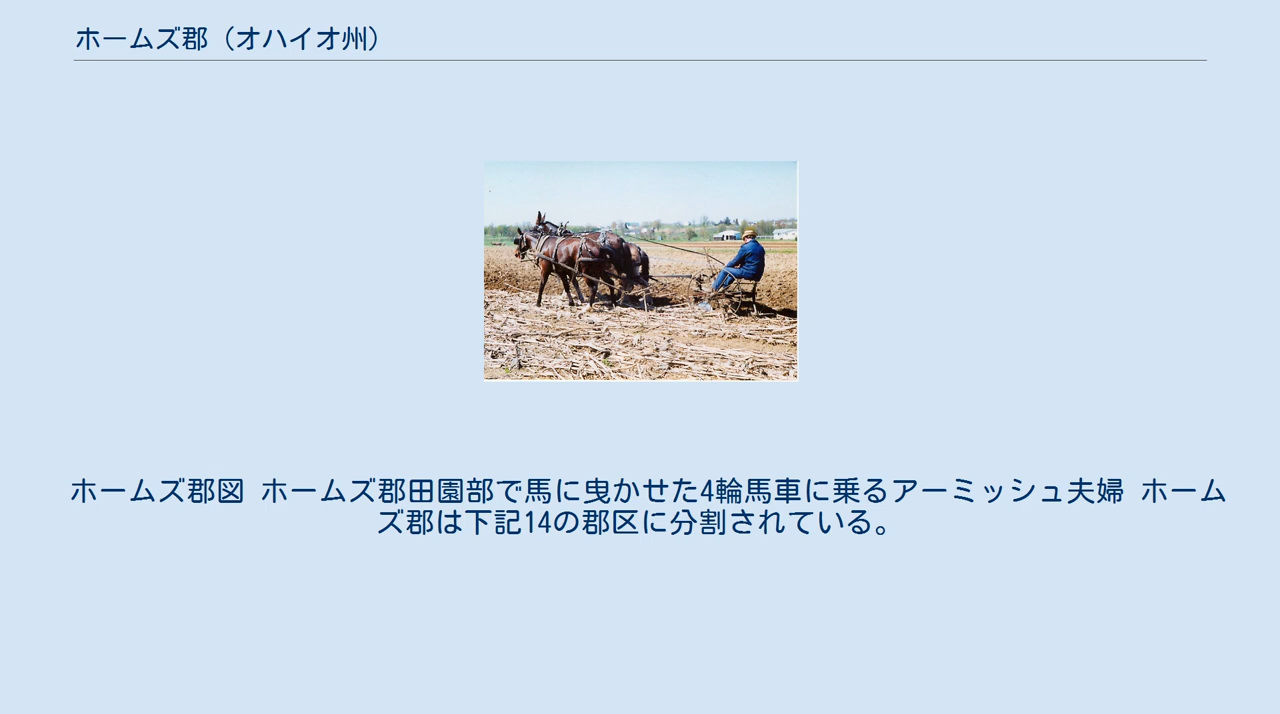 ホームズ郡（オハイオ州）
ホームズ郡図 ホームズ郡田園部で馬に曳かせた4輪馬車に乗るアーミッシュ夫婦 ホーム
ズ郡は下記14の郡区に分割されている。